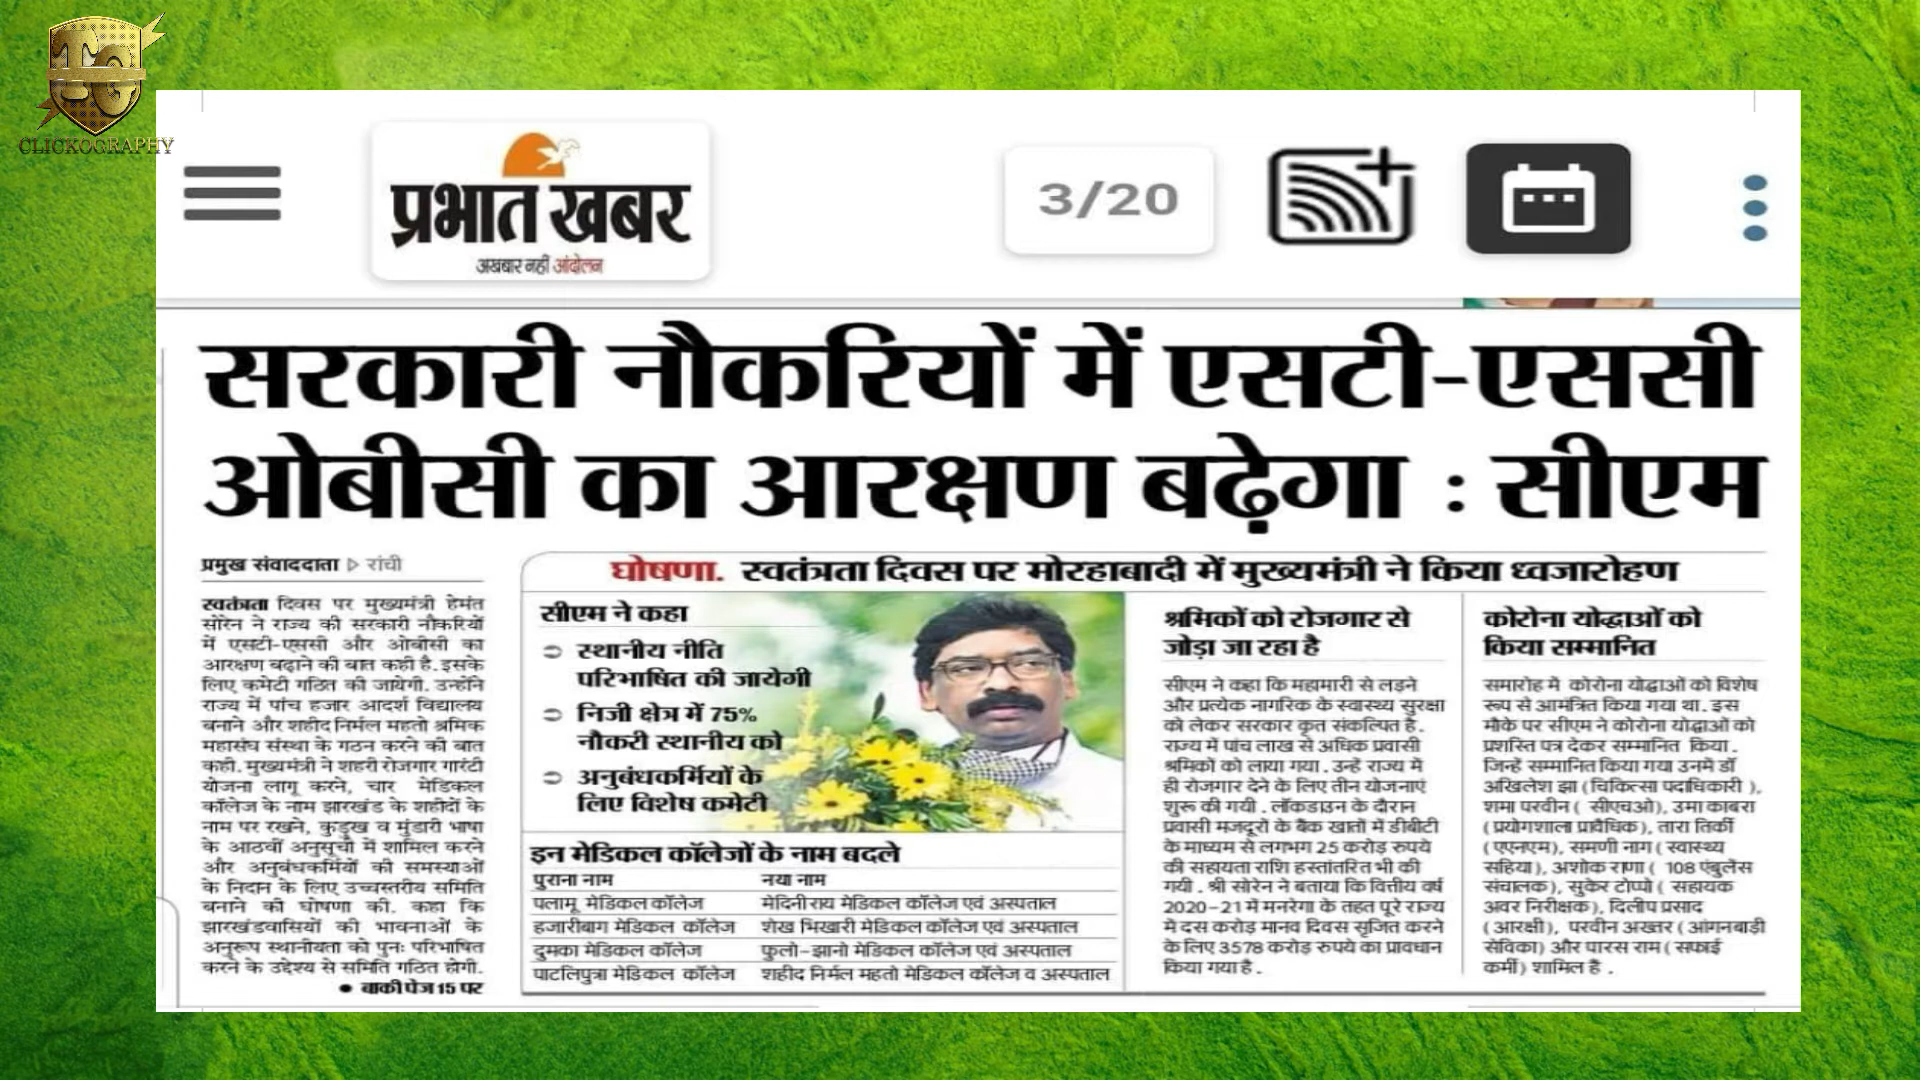 TG
CLICKOGRAPHY
प्रभात खबर
अखबार नहीं आंदोलन
3/20
सरकारी नौकरियों में एसटी-एससी
ओबीसी का आरक्षण बढ़ेगा : सीएम
प्रमुख संवाददाता ▷ रांची
स्वतंत्रता दिवस पर मुख्यमंत्री हेमंत
सोरेन ने राज्य की सरकारी नौकरियों
में एसटी-एससी और ओबीसी का
आरक्षण बढ़ाने की बात कही है. इसके
लिए कमेटी गठित की जायेगी. उन्होंने
राज्य में पांच हजार आदर्श विद्यालय
बनाने और शहीद निर्मल महतो श्रमिक
महासंघ संस्था के गठन करने की बात
कही. मुख्यमंत्री ने शहरी रोजगार गारंटी
योजना लागू करने, चार मेडिकल
कॉलेज के नाम झारखंड के शहीदों के
नाम पर रखने, कुड़ुख व मुंडारी भाषा
के आठवीं अनुसूची में शामिल करने
और अनुबंधकर्मियों की समस्याओं
के निदान के लिए उच्चस्तरीय समिति
बनाने की घोषणा की. कहा कि
झारखंडवासियों की भावनाओं के
अनुरूप स्थानीयता को पुनः परिभाषित
करने के उद्देश्य से समिति गठित होगी.
● बाकी पेज 15 पर
घोषणा. स्वतंत्रता दिवस पर मोरहाबादी में मुख्यमंत्री ने किया ध्वजारोहण
सीएम ने कहा
स्थानीय नीति
परिभाषित की जायेगी
निजी क्षेत्र में 75%
नौकरी स्थानीय को
अनुबंधकर्मियों के
लिए विशेष कमेटी
इन मेडिकल कॉलेजों के नाम बदले
पुराना नाम नया नाम
पलामू मेडिकल कॉलेज मेदिनीराय मेडिकल कॉलेज एवं अस्पताल
हजारीबाग मेडिकल कॉलेज शेख भिखारी मेडिकल कॉलेज एवं अस्पताल
दुमका मेडिकल कॉलेज फुलो-झानो मेडिकल कॉलेज एवं अस्पताल
पाटलिपुत्रा मेडिकल कॉलेज शहीद निर्मल महतो मेडिकल कॉलेज व अस्पताल
श्रमिकों को रोजगार से
जोड़ा जा रहा है
सीएम ने कहा कि महामारी से लड़ने
और प्रत्येक नागरिक के स्वास्थ्य सुरक्षा
को लेकर सरकार कृत संकल्पित है.
राज्य में पांच लाख से अधिक प्रवासी
श्रमिकों को लाया गया. उन्हें राज्य में
ही रोजगार देने के लिए तीन योजनाएं
शुरू की गयी. लॉकडाउन के दौरान
प्रवासी मजदूरों के बैंक खातों में डीबीटी
के माध्यम से लगभग 25 करोड़ रुपये
की सहायता राशि हस्तांतरित भी की
गयी. श्री सोरेन ने बताया कि वित्तीय वर्ष
2020-21 में मनरेगा के तहत पूरे राज्य
में दस करोड़ मानव दिवस सृजित करने
के लिए 3578 करोड़ रुपये का प्रावधान
किया गया है.
कोरोना योद्धाओं को
किया सम्मानित
समारोह में कोरोना योद्धाओं को विशेष
रूप से आमंत्रित किया गया था. इस
मौके पर सीएम ने कोरोना योद्धाओं को
प्रशस्ति पत्र देकर सम्मानित किया.
जिन्हें सम्मानित किया गया उनमें डॉ
अखिलेश झा (चिकित्सा पदाधिकारी ),
शमा परवीन ( सीएचओ), उमा काबरा
( प्रयोगशाला प्रावैधिक), तारा तिर्की
( एएनएम), समणी नाग ( स्वास्थ्य
सहिया), अशोक राणा ( 108 एंबुलेंस
संचालक), सुकेर टोप्पो ( सहायक
अवर निरीक्षक), दिलीप प्रसाद
( आरक्षी), परवीन अख्तर ( आंगनबाड़ी
सेविका) और पारस राम ( सफाई
कर्मी) शामिल है .